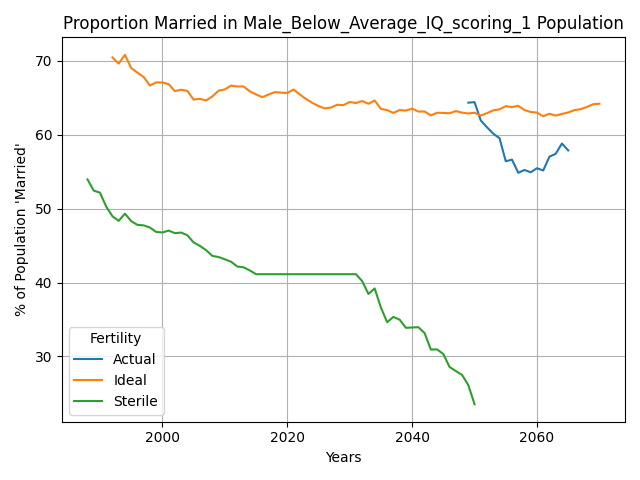 Proportion Married in Male_Below_Average_IQ_scoring_1 Population
% of Population 'Married'
70
60
50
40
30
Fertility
Actual
Ideal
Sterile
2000
2020
2040
2060
Years